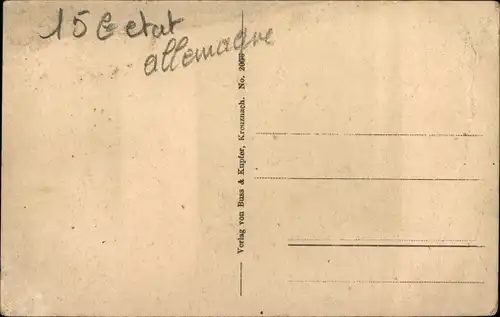 15 € etat
allemagne
Verlag von Buss & Kupfer, Kreuznach. No.